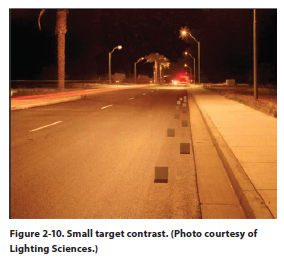 Figure 2-10. Small target contrast. (Photo courtesy of
Lighting Sciences.)